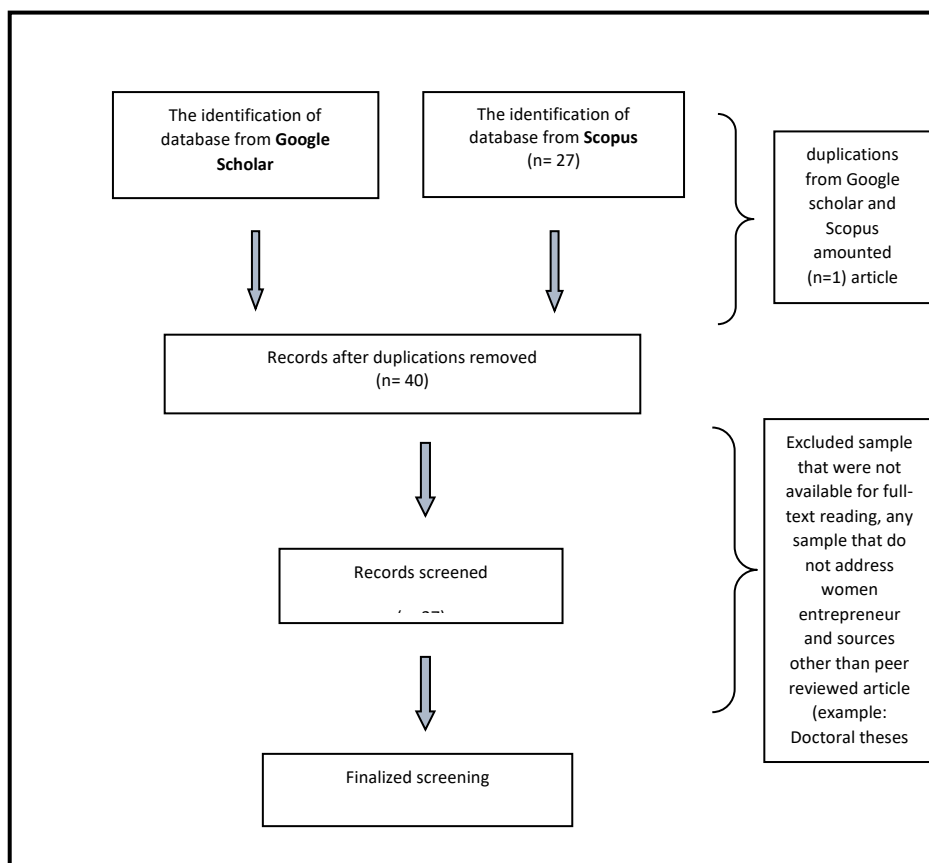 The identification of
database from Google
Scholar
The identification of
database from Scopus
(n= 27)
duplications
from Google
scholar and
Scopus
amounted
(n=1) article
Records after duplications removed
(n= 40)
Excluded sample
that were not
available for full-
text reading, any
sample that do
not address
women
entrepreneur
and sources
other than peer
reviewed article
(example:
Doctoral theses
Records screened
Finalized screening